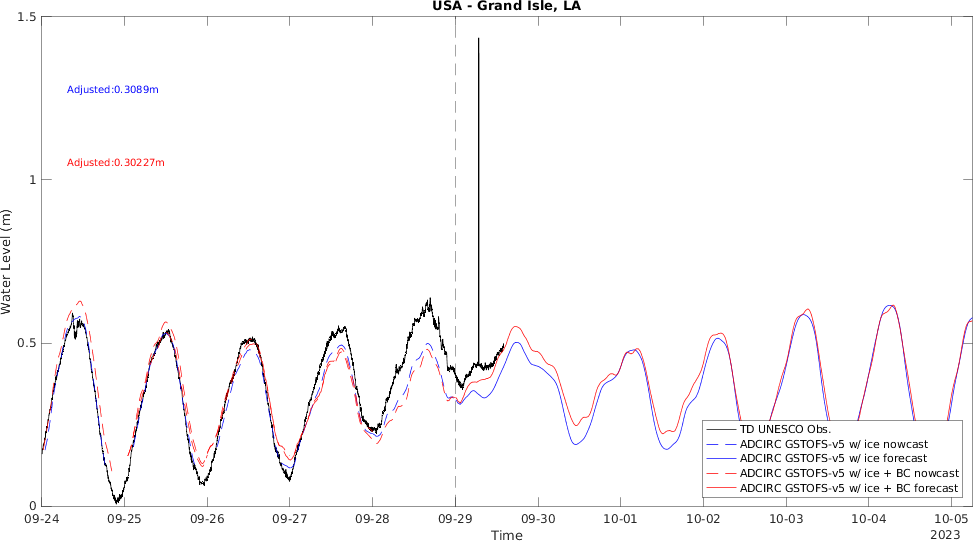 USA - Grand Isle, LA
1.5
Adjusted:0.3089m
Adjusted:0.30227m
1
Water Level (m)
0.5
0
TD UNESCO Obs.
ADCIRC GSTOFS-v5 w/ ice nowcast
ADCIRC GSTOFS-v5 w/ ice forecast
ADCIRC GSTOFS-v5 w/ ice + BC nowcast
ADCIRC GSTOFS-v5 w/ ice + BC forecast
09-24 09-25 09-26 09-27 09-28 09-29 09-30 10-01 10-02 10-03 10-04 10-05
Time
2023